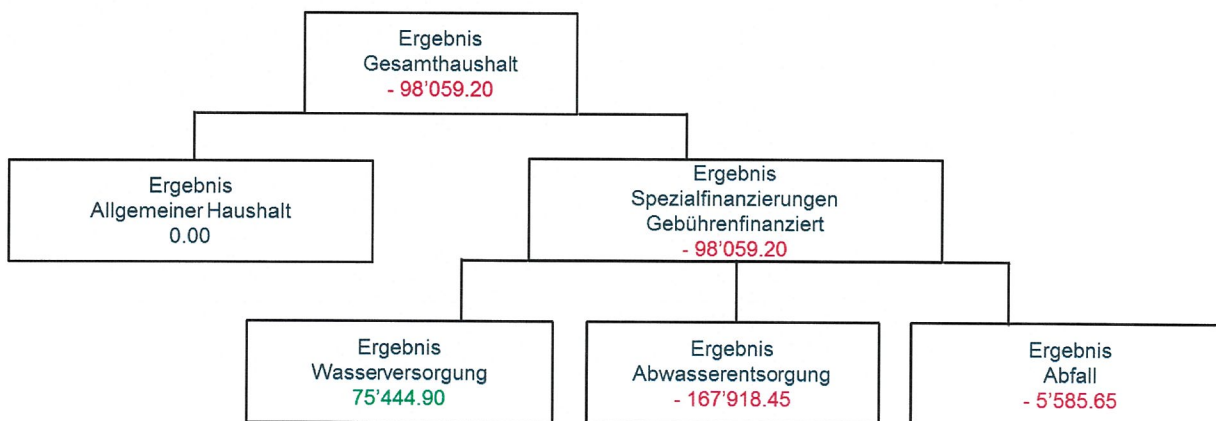 Ergebnis
Gesamthaushalt
- 98'059.20
Ergebnis
Allgemeiner Haushalt
0.00
Ergebnis
Spezialfinanzierungen
Gebührenfinanziert
- 98'059.20
Ergebnis
Wasserversorgung
75'444.90
Ergebnis
Abwasserentsorgung
- 167'918.45
Ergebnis
Abfall
- 5'585.65